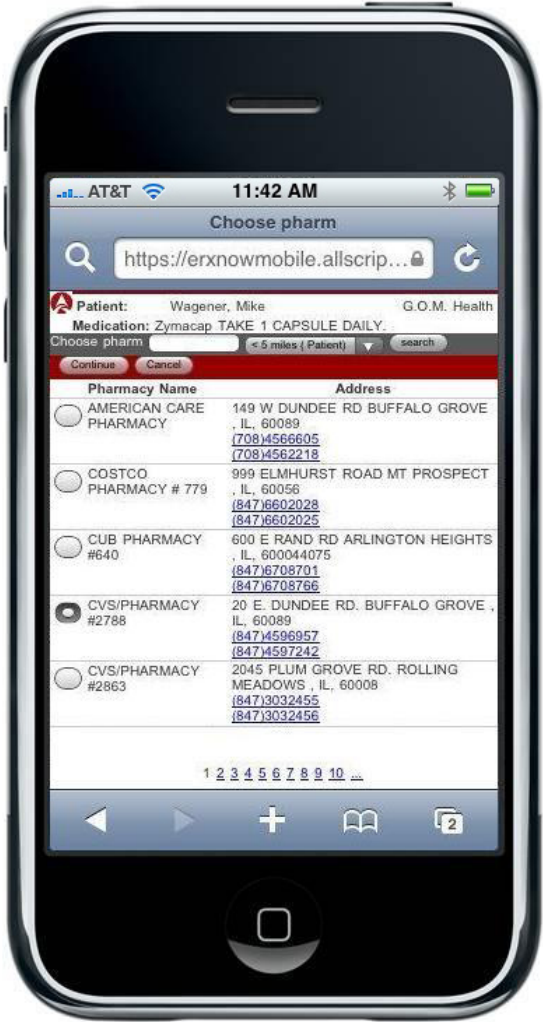 AT&T 11:42 AM
Choose pharm
https://erxnowmobile.allscrip...
Patient: Wagener, Mike G.O.M. Health
Medication: Zymacap TAKE 1 CAPSULE DAILY.
Choose pharm < 5 miles ( Patient) search
Continue Cancel
Pharmacy Name Address
AMERICAN CARE PHARMACY
149 W DUNDEE RD BUFFALO GROVE
, IL, 60089
(708)4566605
(708)4562218
COSTCO
PHARMACY # 779
999 ELMHURST ROAD MT PROSPECT
, IL, 60056
(847)6602028
(847)6602025
CUB PHARMACY
#640
600 E RAND RD ARLINGTON HEIGHTS
, IL, 600044075
(847)6708701
(847)6708766
CVS/PHARMACY
#2788
20 E. DUNDEE RD. BUFFALO GROVE ,
IL, 60089
(847)4596957
(847)4597242
CVS/PHARMACY
#2863
2045 PLUM GROVE RD. ROLLING
MEADOWS , IL, 60008
(847)3032455
(847)3032456
1 2 3 4 5 6 7 8 9 10 ...
2